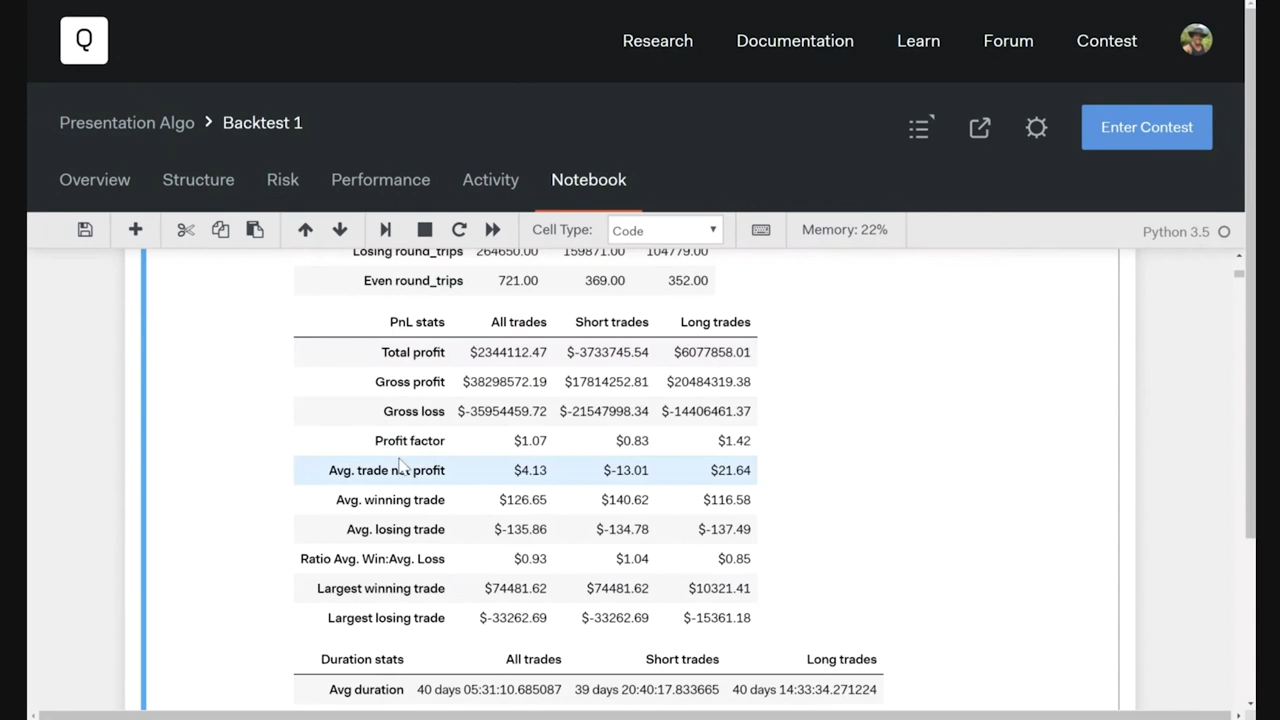 Q Research Documentation Learn Forum Contest
Presentation Algo > Backtest 1
Enter Contest
Overview Structure Risk Performance Activity Notebook
Cell Type: Code Memory: 22% Python 3.5
Losing round_trips 264650.00 159871.00 104779.00
Even round_trips 721.00 369.00 352.00
PnL stats All trades Short trades Long trades
Total profit $2344112.47 $-3733745.54 $6077858.01
Gross profit $38298572.19 $17814252.81 $20484319.38
Gross loss $-35954459.72 $-21547998.34 $-14406461.37
Profit factor $1.07 $0.83 $1.42
Avg. trade net profit $4.13 $-13.01 $21.64
Avg. winning trade $126.65 $140.62 $116.58
Avg. losing trade $-135.86 $-134.78 $-137.49
Ratio Avg. Win:Avg. Loss $0.93 $1.04 $0.85
Largest winning trade $74481.62 $74481.62 $10321.41
Largest losing trade $-33262.69 $-33262.69 $-15361.18
Duration stats All trades Short trades Long trades
Avg duration 40 days 05:31:10.685087 39 days 20:40:17.833665 40 days 14:33:34.271224